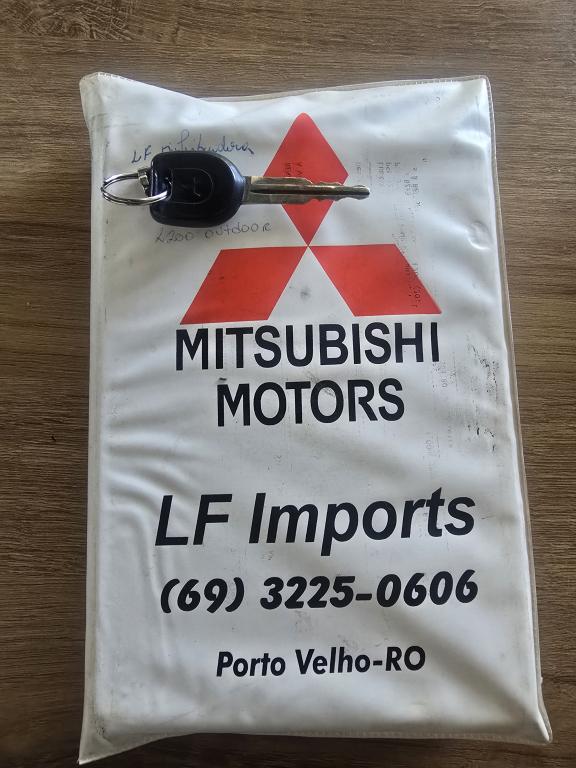 LF
L200 outdoor
MITSUBISHI
MOTORS
LF Imports
(69) 3225-0606
Porto Velho-RO